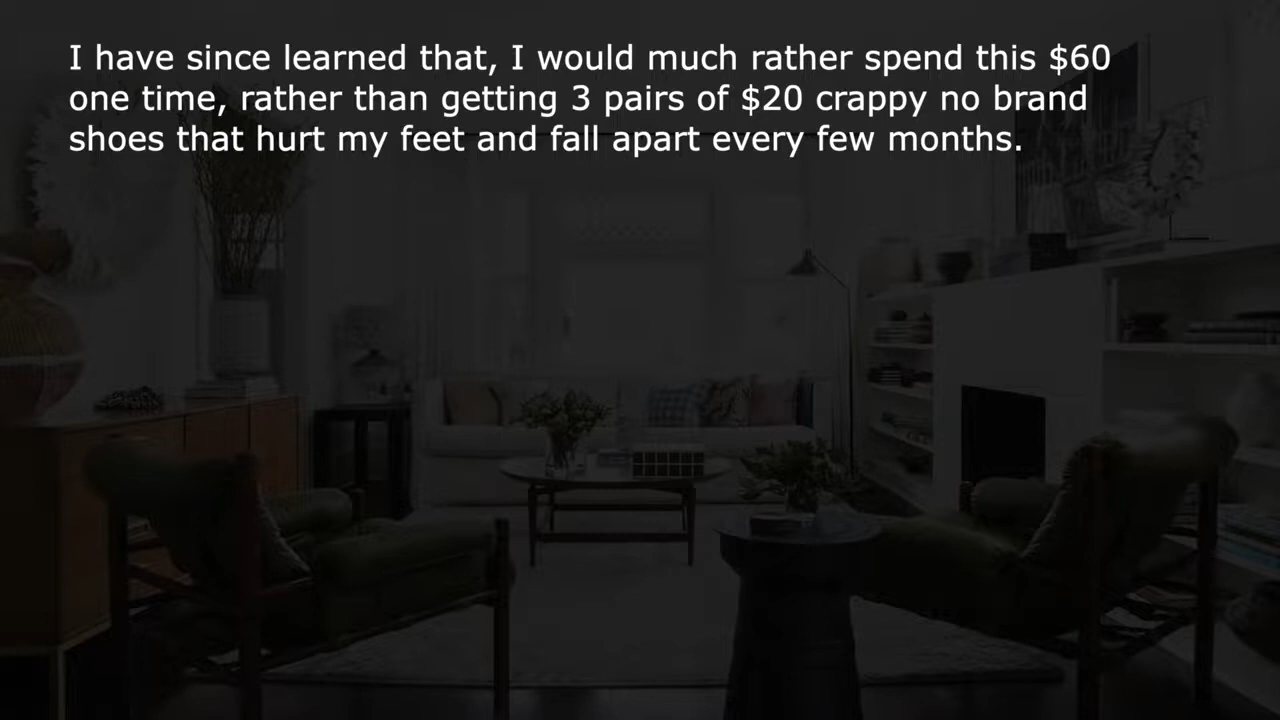 I have since learned that, I would much rather spend this $60
one time, rather than getting 3 pairs of $20 crappy no brand
shoes that hurt my feet and fall apart every few months.